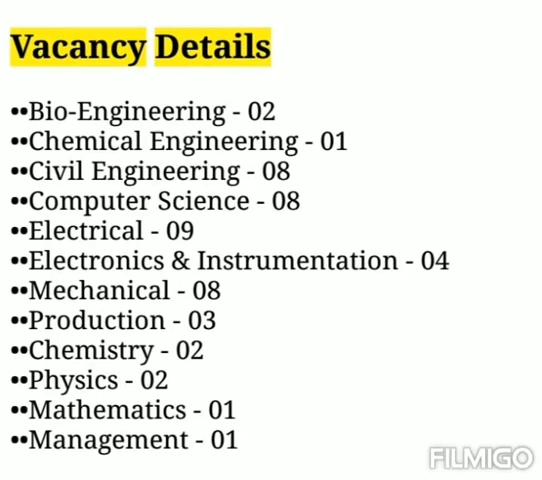 Vacancy Details
••Bio-Engineering - 02
••Chemical Engineering - 01
••Civil Engineering - 08
••Computer Science - 08
••Electrical - 09
••Electronics & Instrumentation - 04
••Mechanical - 08
••Production - 03
••Chemistry - 02
••Physics - 02
••Mathematics - 01
••Management - 01
FILMIGO